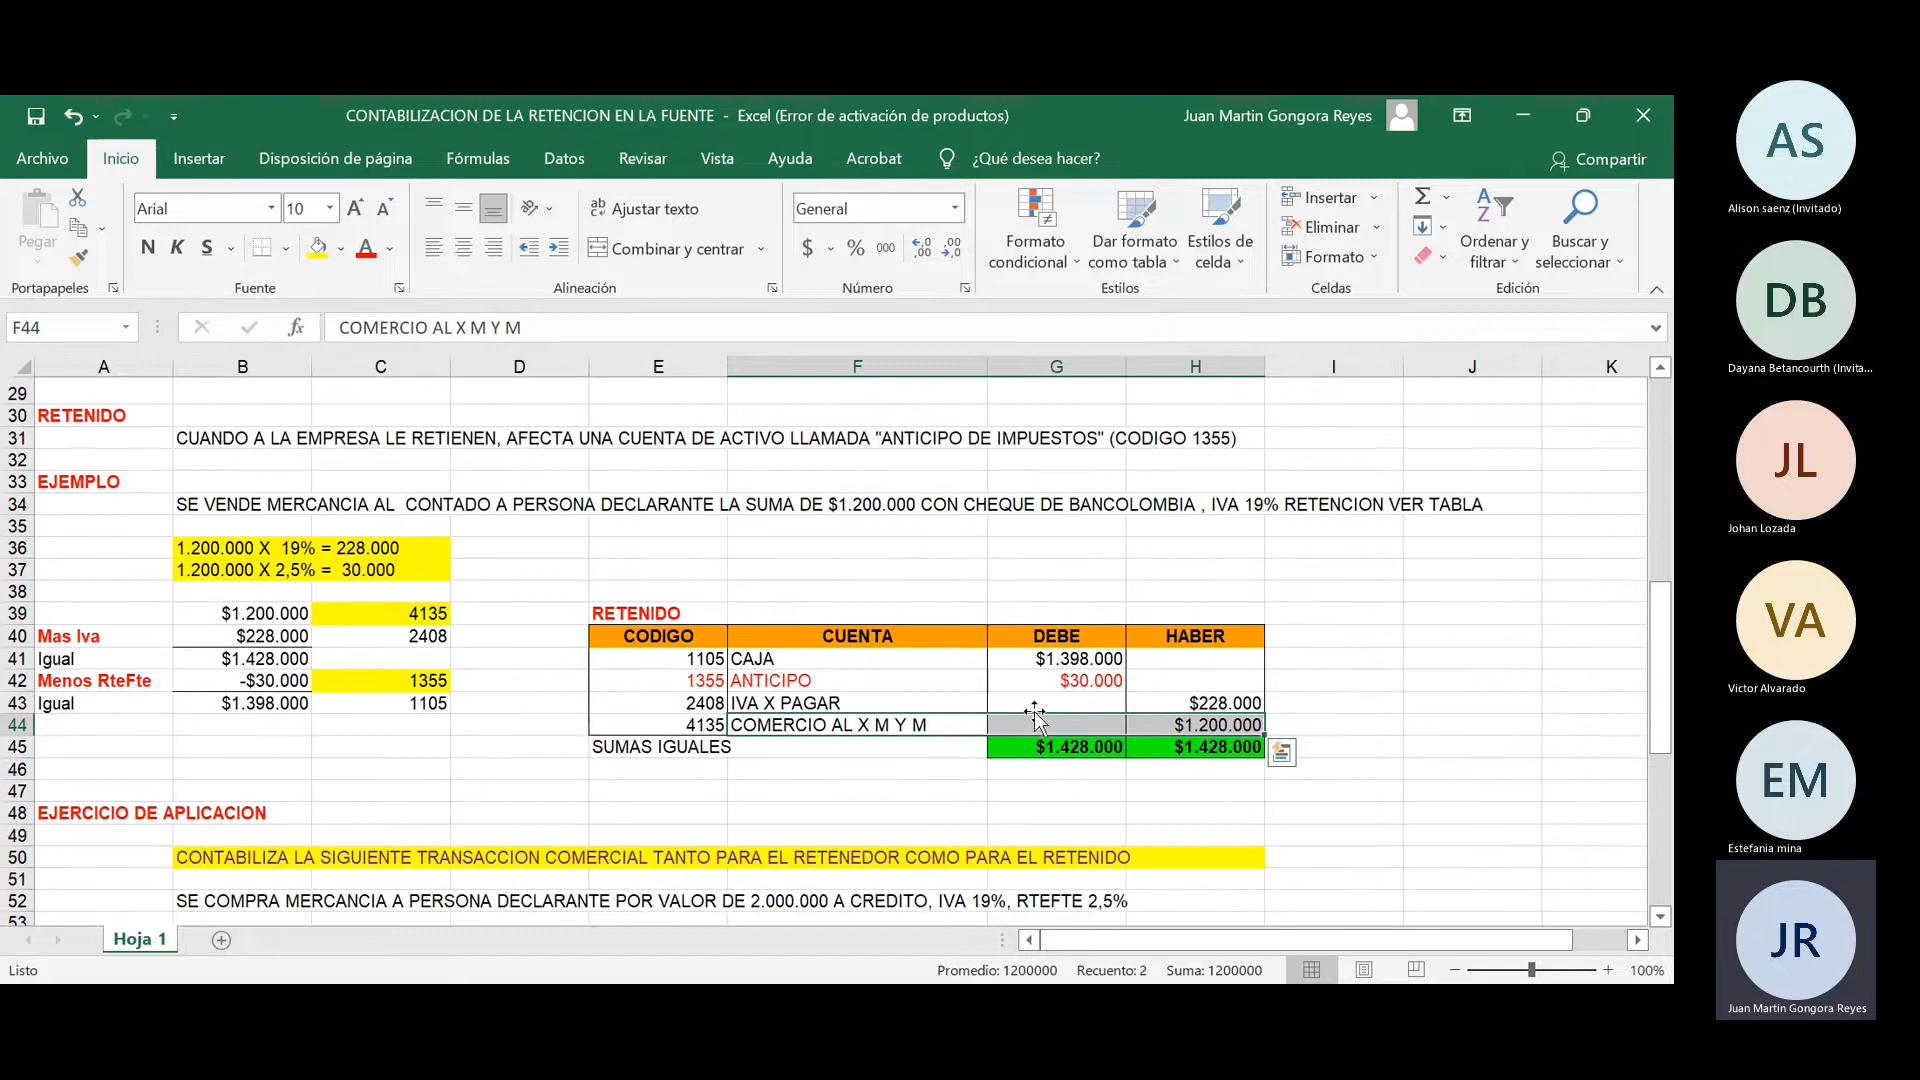 CONTABILIZACION DE LA RETENCION EN LA FUENTE - Excel (Error de activación de productos)
Juan Martin Gongora Reyes
Archivo Inicio Insertar Disposición de página Fórmulas Datos Revisar Vista Ayuda Acrobat ¿Qué desea hacer? Compartir
Pegar
Arial 10
N K S
Ajustar texto
Combinar y centrar
General
$ % 000
Formato condicional
Dar formato como tabla
Estilos de celda
Insertar
Eliminar
Formato
Ordenar y filtrar
Buscar y seleccionar
Portapapeles Fuente Alineación Número Estilos Celdas Edición
F44 fx COMERCIO AL X M Y M
A B C D E F G H I J K
29
30 RETENIDO
31 CUANDO A LA EMPRESA LE RETIENEN, AFECTA UNA CUENTA DE ACTIVO LLAMADA "ANTICIPO DE IMPUESTOS" (CODIGO 1355)
32
33 EJEMPLO
34 SE VENDE MERCANCIA AL CONTADO A PERSONA DECLARANTE LA SUMA DE $1.200.000 CON CHEQUE DE BANCOLOMBIA , IVA 19% RETENCION VER TABLA
35
36 1.200.000 X 19% = 228.000
37 1.200.000 X 2,5% = 30.000
38
39 $1.200.000 4135 RETENIDO
40 Mas Iva $228.000 2408 CODIGO CUENTA DEBE HABER
41 Igual $1.428.000 1105 CAJA $1.398.000
42 Menos RteFte -$30.000 1355 1355 ANTICIPO $30.000
43 Igual $1.398.000 1105 2408 IVA X PAGAR $228.000
44 4135 COMERCIO AL X M Y M $1.200.000
45 SUMAS IGUALES $1.428.000 $1.428.000
46
47
48 EJERCICIO DE APLICACION
49
50 CONTABILIZA LA SIGUIENTE TRANSACCION COMERCIAL TANTO PARA EL RETENEDOR COMO PARA EL RETENIDO
51
52 SE COMPRA MERCANCIA A PERSONA DECLARANTE POR VALOR DE 2.000.000 A CREDITO, IVA 19%, RTEFTE 2,5%
53
Hoja 1
Listo Promedio: 1200000 Recuento: 2 Suma: 1200000 100%
AS
Alison saenz (Invitado)
DB
Dayana Betancourth (Invita...
JL
Johan Lozada
VA
Victor Alvarado
EM
Estefania mina
JR
Juan Martin Gongora Reyes